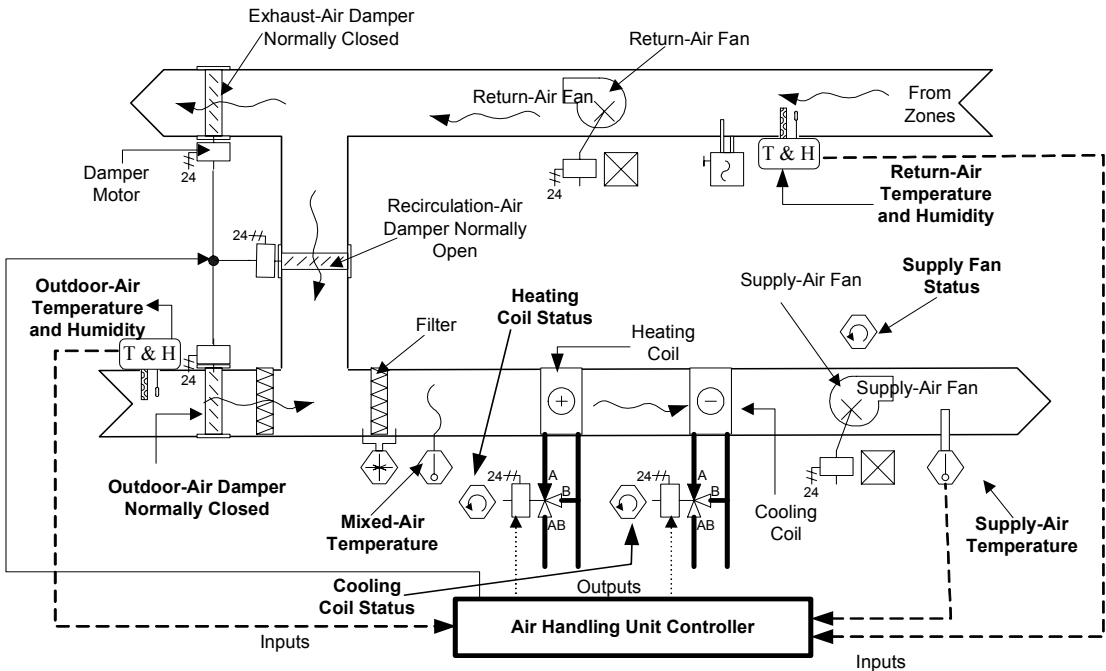 Exhaust-Air Damper
Normally Closed
Return-Air Fan
Return-Air Fan
From
Zones
T & H
24
Damper
Motor
24
Return-Air
Temperature
and Humidity
24
Recirculation-Air
Damper Normally
Open
Outdoor-Air
Temperature
and Humidity
Heating
Coil Status
Supply-Air Fan
Supply Fan
Status
Filter
Heating
Coil
T & H
24
Supply-Air Fan
24
A
B
AB
24
A
B
AB
24
Outdoor-Air Damper
Normally Closed
Mixed-Air
Temperature
Cooling
Coil
Supply-Air
Temperature
Cooling
Coil Status
Outputs
Air Handling Unit Controller
Inputs
Inputs